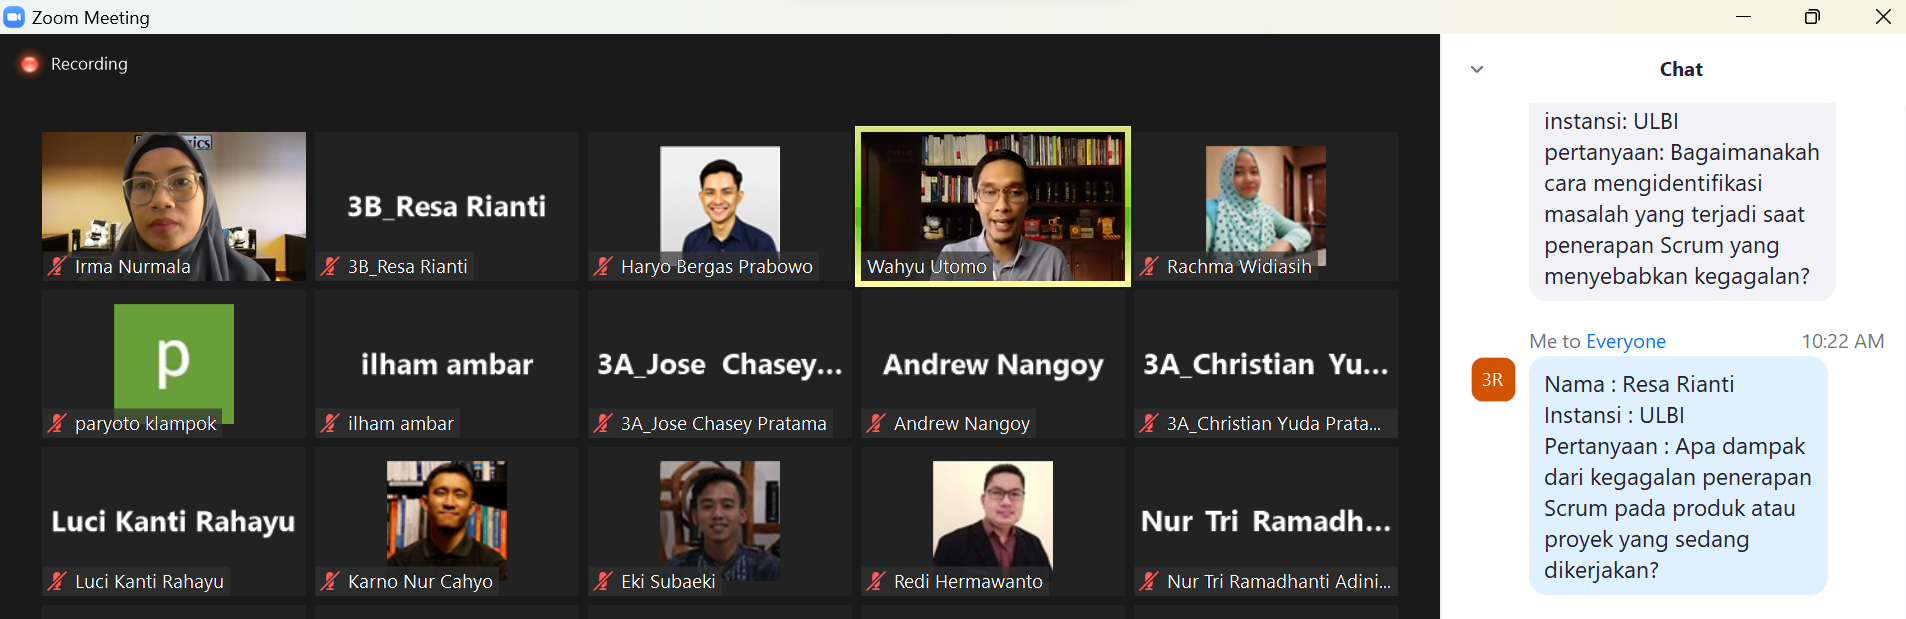 Zoom Meeting
Recording
Irma Nurmala
3B_Resa Rianti
3B_Resa Rianti
Haryo Bergas Prabowo
Wahyu Utomo
Rachma Widiasih
p
paryoto klampok
ilham ambar
ilham ambar
3A_Jose Chasey...
3A_Jose Chasey Pratama
Andrew Nangoy
Andrew Nangoy
3A_Christian Yu...
3A_Christian Yuda Prata...
Luci Kanti Rahayu
Luci Kanti Rahayu
Karno Nur Cahyo
Eki Subaeki
Redi Hermawanto
Nur Tri Ramadh...
Nur Tri Ramadhanti Adini...
Chat
instansi: ULBI
pertanyaan: Bagaimanakah
cara mengidentifikasi
masalah yang terjadi saat
penerapan Scrum yang
menyebabkan kegagalan?
Me to Everyone
10:22 AM
3R
Nama : Resa Rianti
Instansi : ULBI
Pertanyaan : Apa dampak
dari kegagalan penerapan
Scrum pada produk atau
proyek yang sedang
dikerjakan?